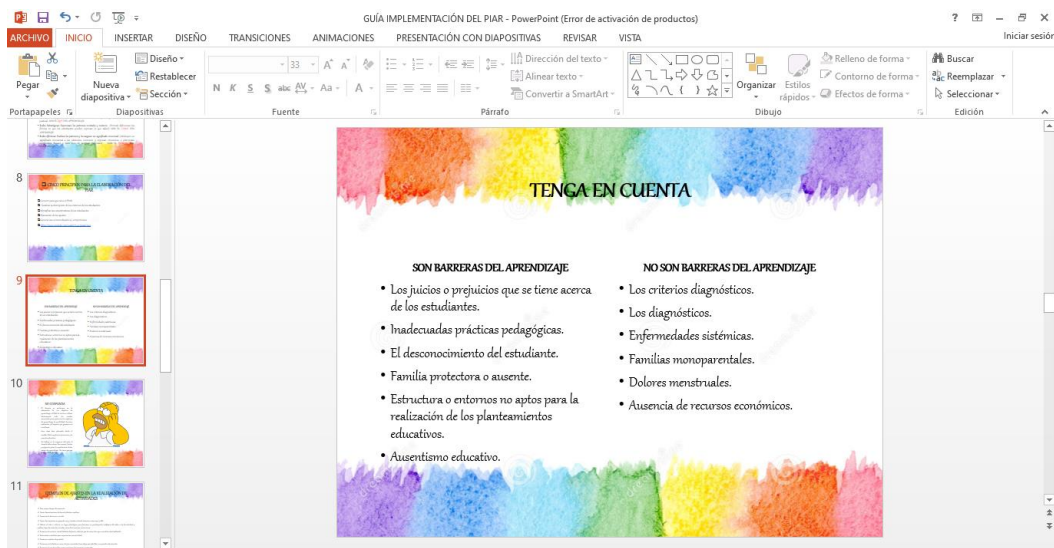 GUÍA IMPLEMENTACIÓN DEL PIAR - PowerPoint (Error de activación de productos)
ARCHIVO INICIO INSERTAR DISEÑO TRANSICIONES ANIMACIONES PRESENTACIÓN CON DIAPOSITIVAS REVISAR VISTA Iniciar sesión
Pegar
Nueva diapositiva
Diseño
Restablecer
Sección
33
N K S S abc AV Aa A
Dirección del texto
Alinear texto
Convertir a SmartArt
Organizar
Estilos rápidos
Relleno de forma
Contorno de forma
Efectos de forma
Buscar
Reemplazar
Seleccionar
Portapapeles Diapositivas Fuente Párrafo Dibujo Edición
8
9
10
11
TENGA EN CUENTA
SON BARRERAS DEL APRENDIZAJE
• Los juicios o prejuicios que se tiene acerca
de los estudiantes.
• Inadecuadas prácticas pedagógicas.
• El desconocimiento del estudiante.
• Familia protectora o ausente.
• Estructura o entornos no aptos para la
realización de los planteamientos
educativos.
• Ausentismo educativo.
NO SON BARRERAS DEL APRENDIZAJE
• Los criterios diagnósticos.
• Los diagnósticos.
• Enfermedades sistémicas.
• Familias monoparentales.
• Dolores menstruales.
• Ausencia de recursos económicos.